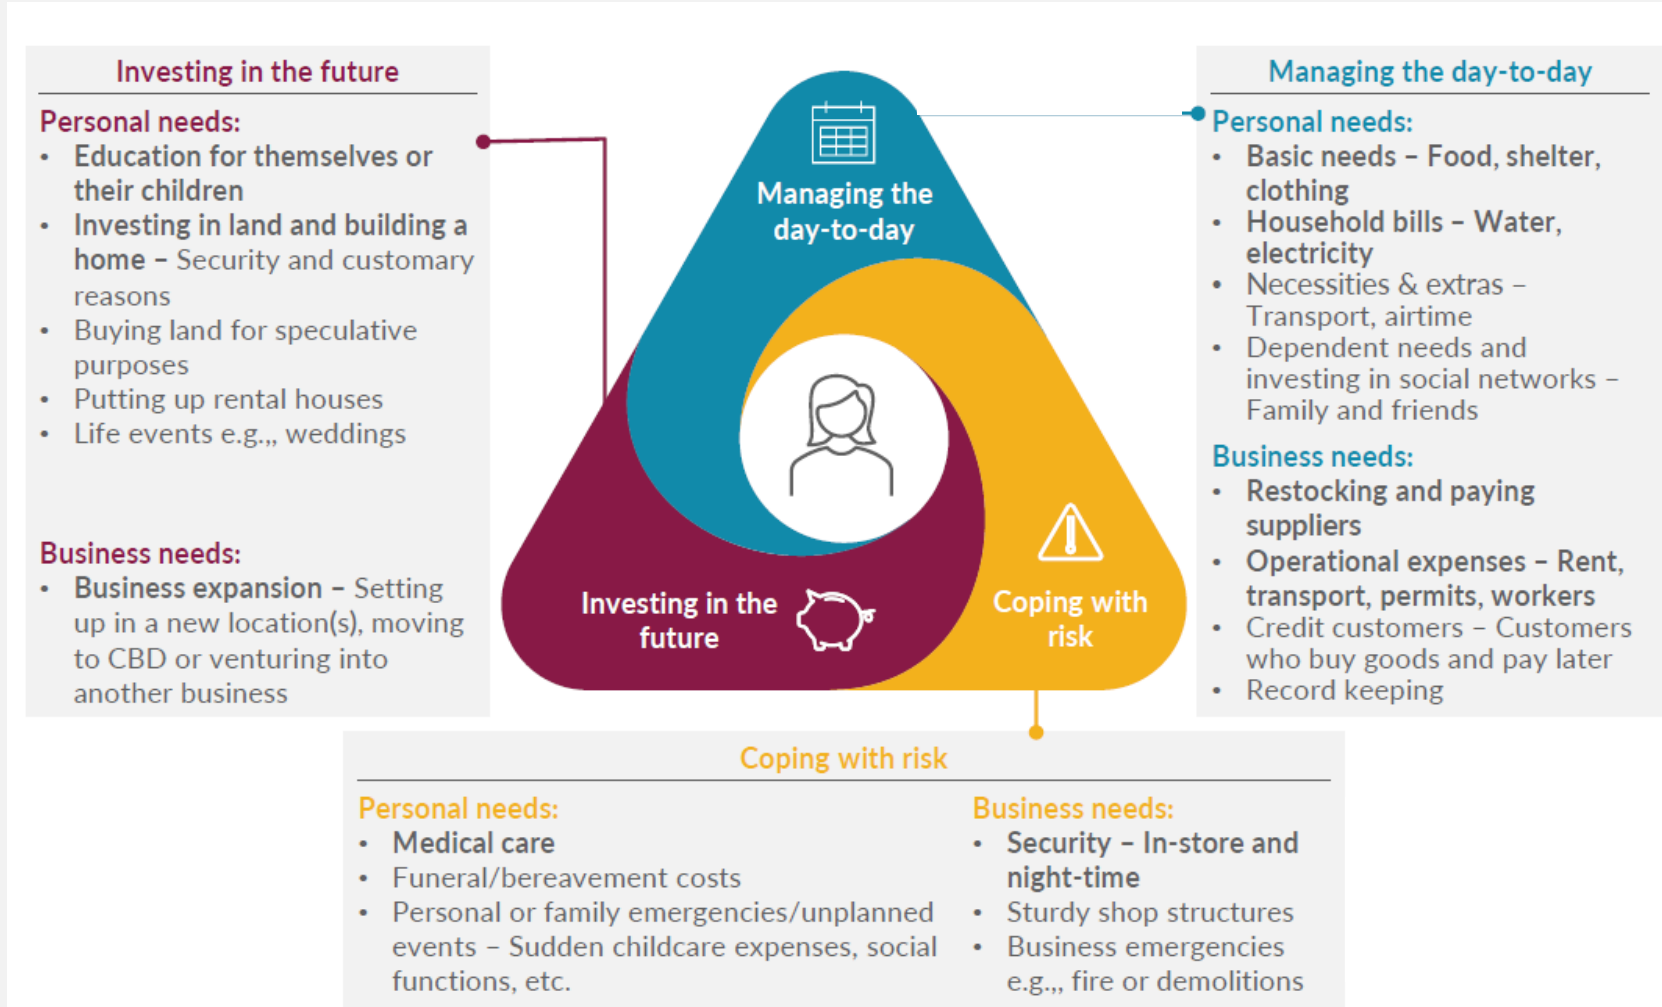 Investing in the future
Personal needs:
• Education for themselves or
their children
• Investing in land and building a
home – Security and customary
reasons
• Buying land for speculative
purposes
• Putting up rental houses
• Life events e.g.,, weddings
Business needs:
• Business expansion – Setting
up in a new location(s), moving
to CBD or venturing into
another business
Managing the
day-to-day
Investing in the
future
Coping with
risk
Managing the day-to-day
Personal needs:
• Basic needs – Food, shelter,
clothing
• Household bills – Water,
electricity
• Necessities & extras –
Transport, airtime
• Dependent needs and
investing in social networks –
Family and friends
Business needs:
• Restocking and paying
suppliers
• Operational expenses – Rent,
transport, permits, workers
• Credit customers – Customers
who buy goods and pay later
• Record keeping
Coping with risk
Personal needs:
• Medical care
• Funeral/bereavement costs
• Personal or family emergencies/unplanned
events – Sudden childcare expenses, social
functions, etc.
Business needs:
• Security – In-store and
night-time
• Sturdy shop structures
• Business emergencies
e.g.,, fire or demolitions